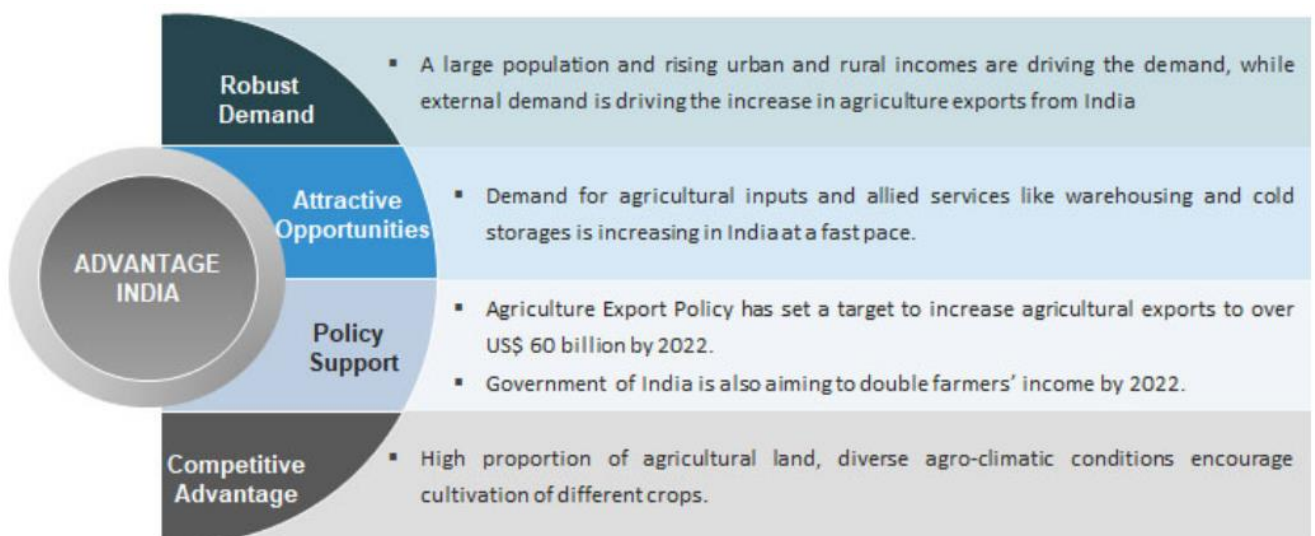 ADVANTAGE
INDIA
Robust
Demand
▪ A large population and rising urban and rural incomes are driving the demand, while
external demand is driving the increase in agriculture exports from India
Attractive
Opportunities
▪ Demand for agricultural inputs and allied services like warehousing and cold
storages is increasing in India at a fast pace.
Policy
Support
▪ Agriculture Export Policy has set a target to increase agricultural exports to over
US$ 60 billion by 2022.
▪ Government of India is also aiming to double farmers’ income by 2022.
Competitive
Advantage
▪ High proportion of agricultural land, diverse agro-climatic conditions encourage
cultivation of different crops.